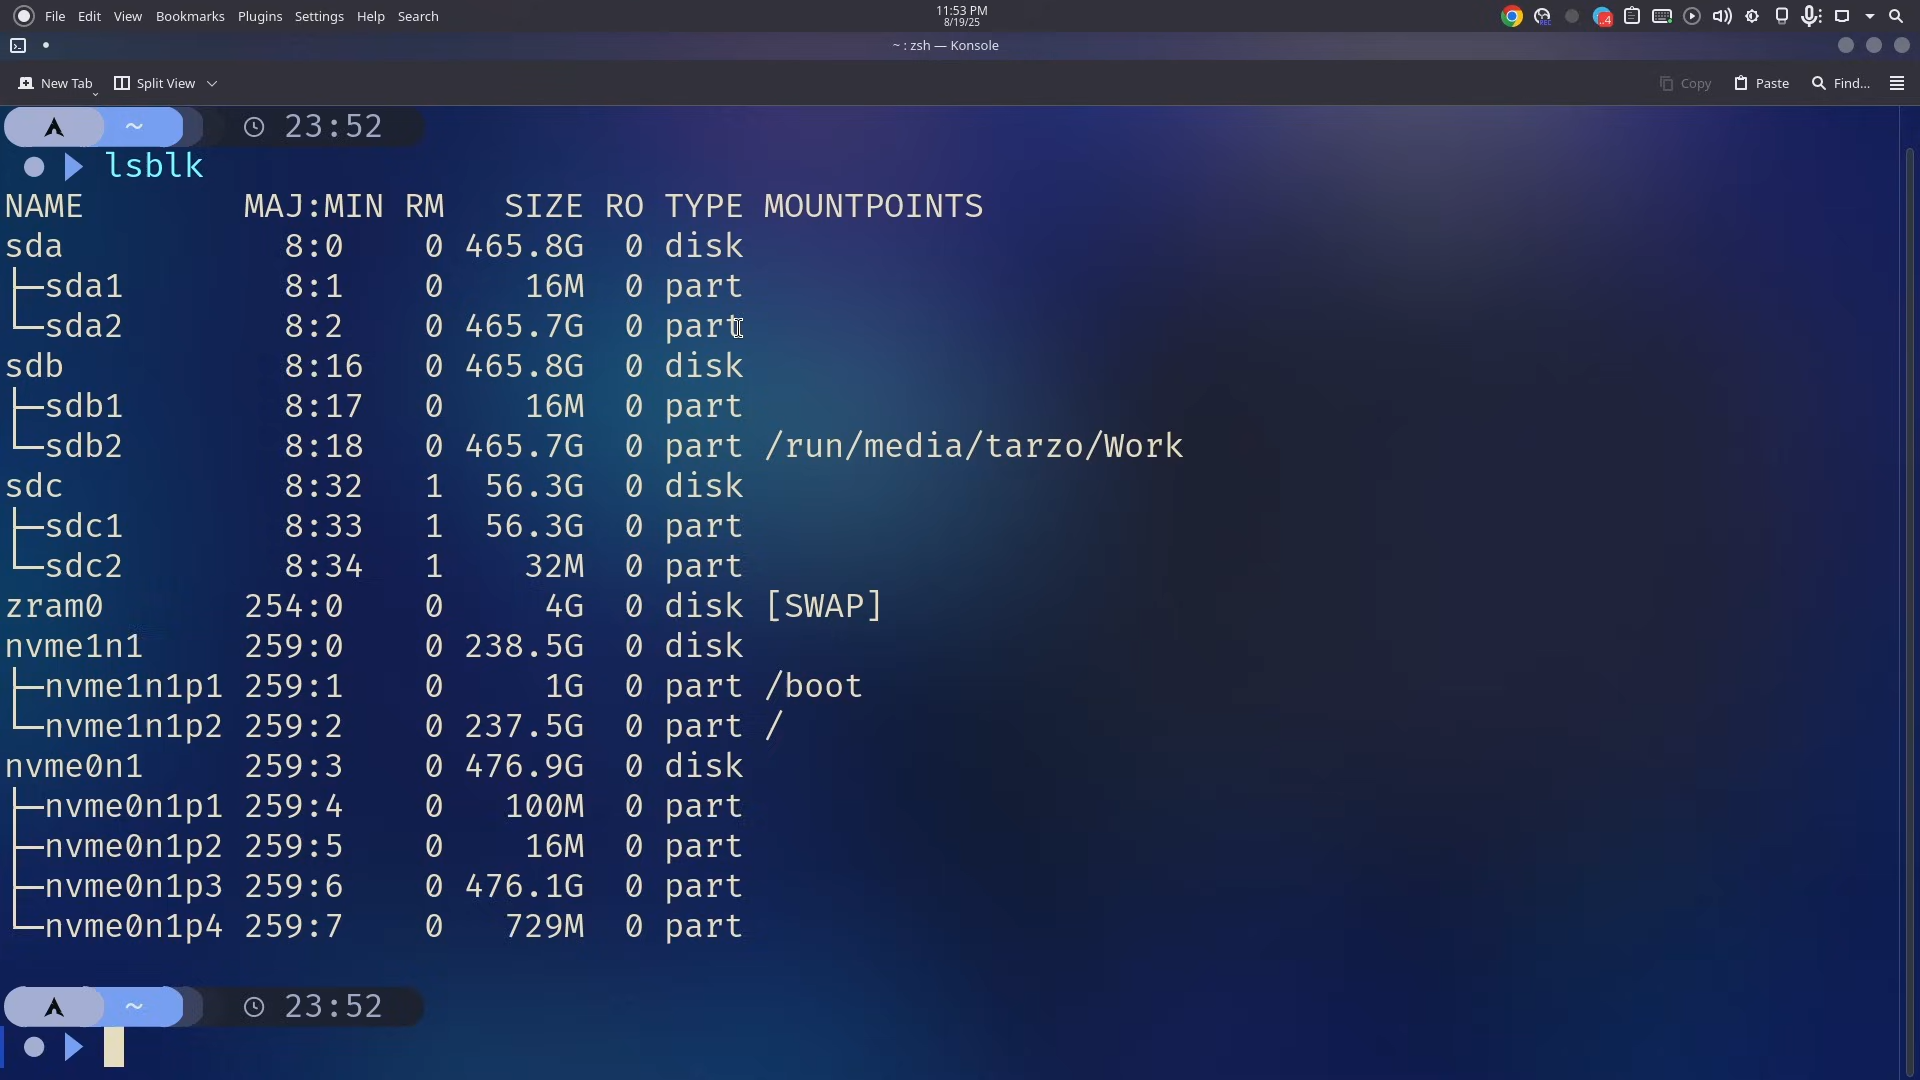 File Edit View Bookmarks Plugins Settings Help Search
11:53 PM
8/19/25
~ : zsh — Konsole
New Tab Split View Copy Paste Find...
~ 23:52
lsblk
NAME MAJ:MIN RM SIZE RO TYPE MOUNTPOINTS
sda 8:0 0 465.8G 0 disk
├─sda1 8:1 0 16M 0 part
└─sda2 8:2 0 465.7G 0 part
sdb 8:16 0 465.8G 0 disk
├─sdb1 8:17 0 16M 0 part
└─sdb2 8:18 0 465.7G 0 part /run/media/tarzo/Work
sdc 8:32 1 56.3G 0 disk
├─sdc1 8:33 1 56.3G 0 part
└─sdc2 8:34 1 32M 0 part
zram0 254:0 0 4G 0 disk [SWAP]
nvme1n1 259:0 0 238.5G 0 disk
├─nvme1n1p1 259:1 0 1G 0 part /boot
└─nvme1n1p2 259:2 0 237.5G 0 part /
nvme0n1 259:3 0 476.9G 0 disk
├─nvme0n1p1 259:4 0 100M 0 part
├─nvme0n1p2 259:5 0 16M 0 part
├─nvme0n1p3 259:6 0 476.1G 0 part
└─nvme0n1p4 259:7 0 729M 0 part
~ 23:52